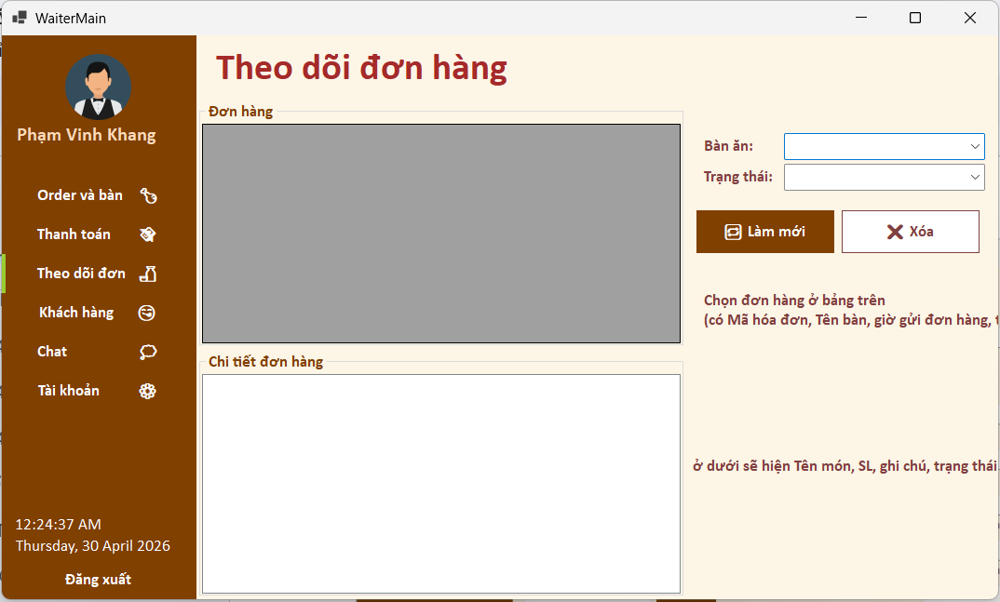 WaiterMain
Phạm Vinh Khang
Order và bàn
Thanh toán
Theo dõi đơn
Khách hàng
Chat
Tài khoản
12:24:37 AM
Thursday, 30 April 2026
Đăng xuất
Theo dõi đơn hàng
Đơn hàng
Chi tiết đơn hàng
Bàn ăn:
Trạng thái:
Làm mới
Xóa
Chọn đơn hàng ở bảng trên
(có Mã hóa đơn, Tên bàn, giờ gửi đơn hàng,
ở dưới sẽ hiện Tên món, SL, ghi chú, trạng thái